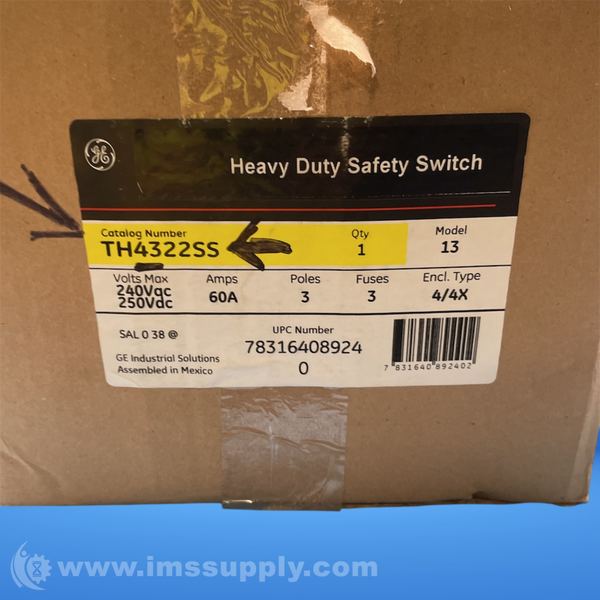 GE
Heavy Duty Safety Switch
Catalog Number Qty Model
TH4322SS 1 13
Volts Max Amps Poles Fuses Encl. Type
240Vac
250Vdc 60A 3 3 4/4X
SAL 0 38 @ UPC Number
78316408924
0
GE Industrial Solutions
Assembled in Mexico
7 831640 892402
www.imssupply.com